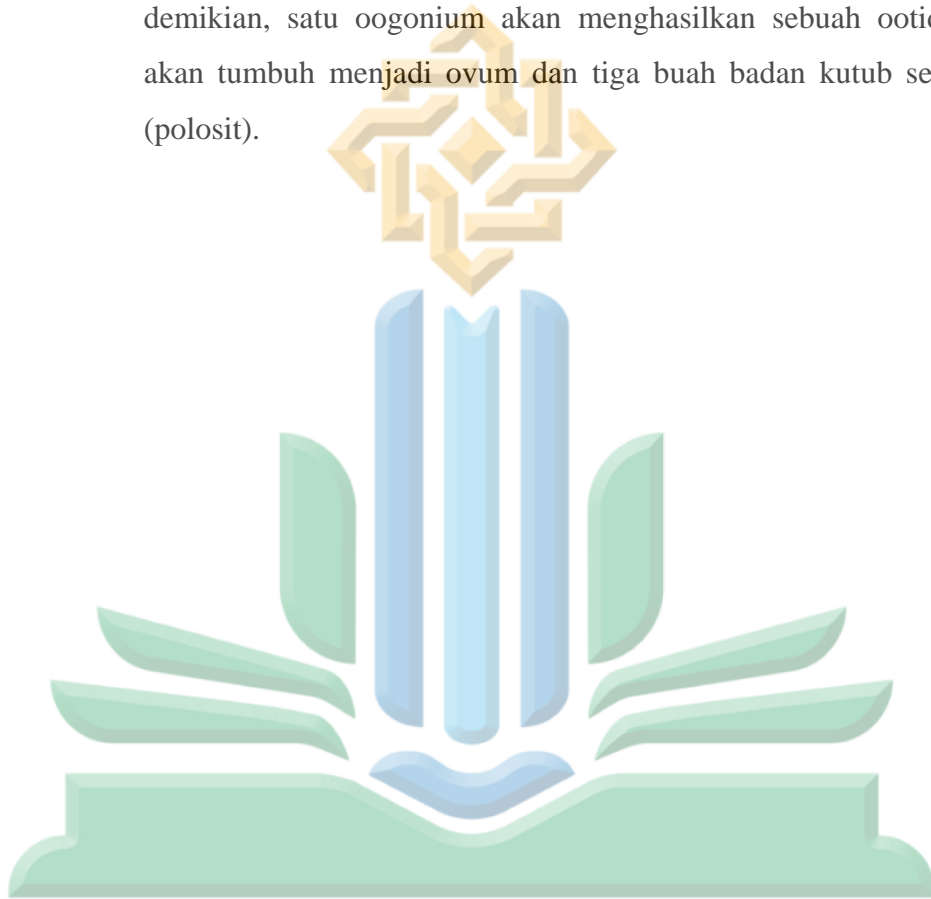 demikian, satu oogonium akan menghasilkan sebuah
akan tumbuh menjadi ovum dan tiga buah badan kutub
(polosit).